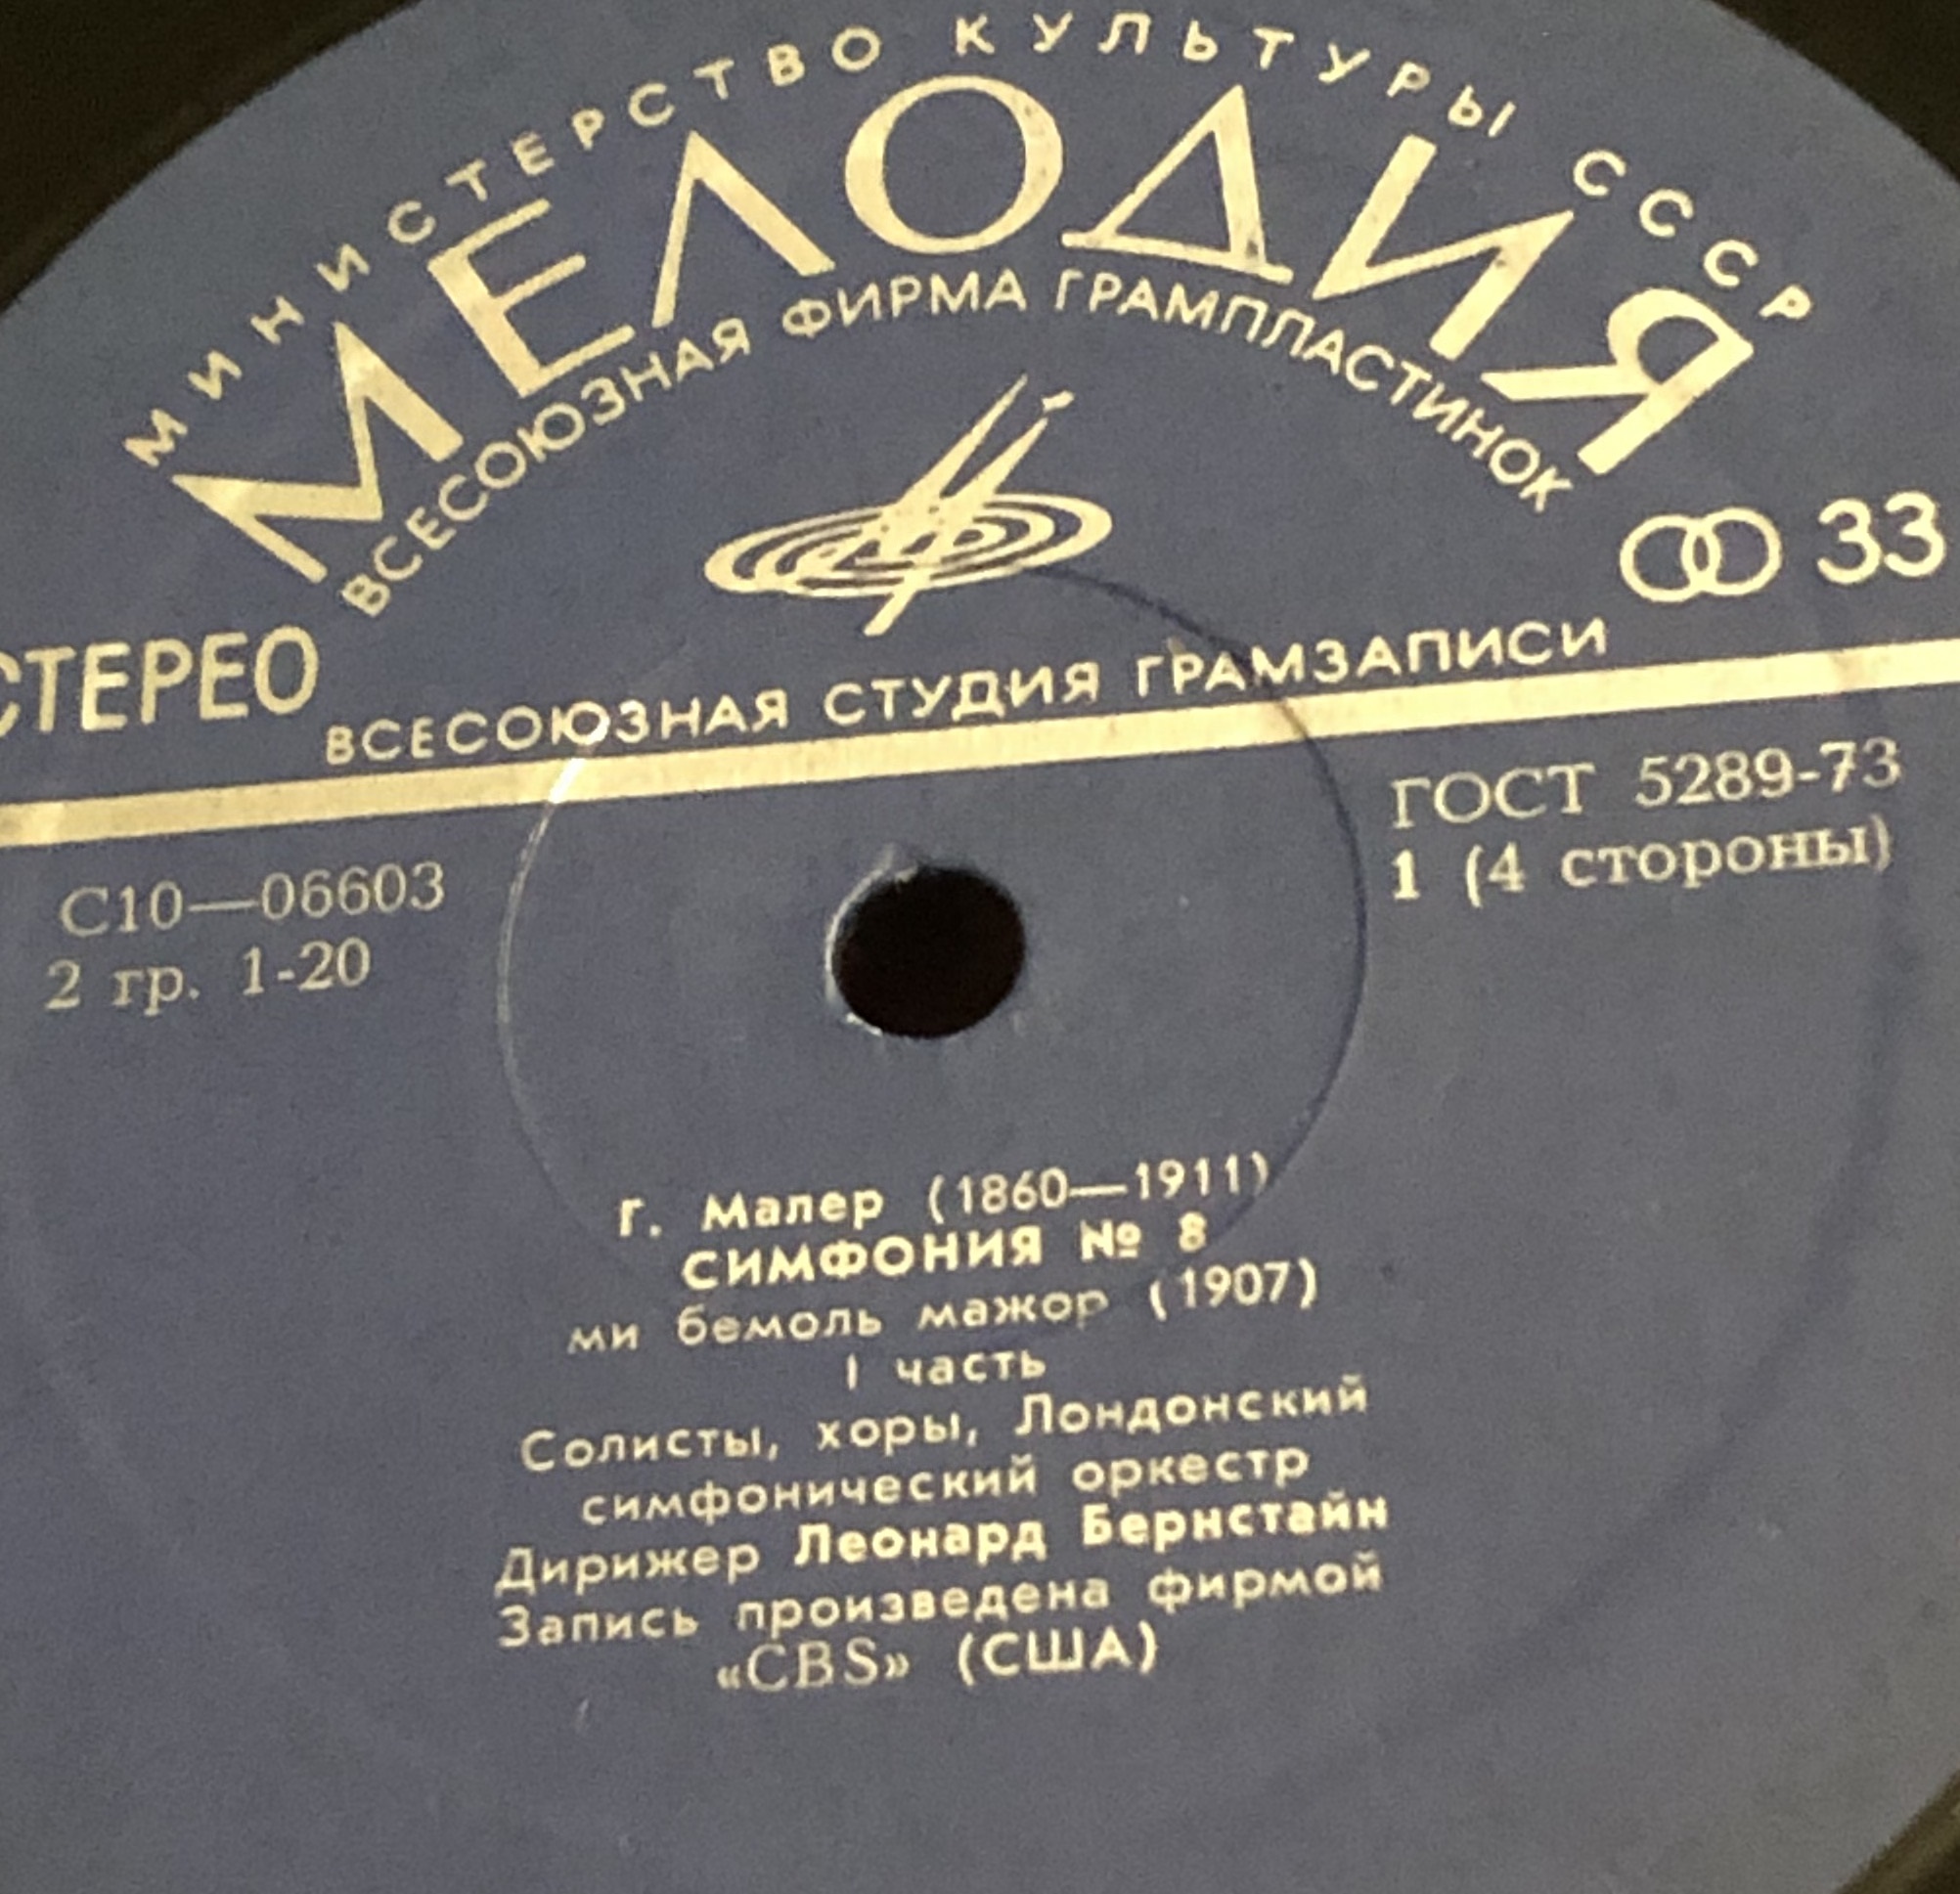 МИНИСТЕРСТВО КУЛЬТУРЫ СССР
МЕЛОДИЯ
ВСЕСОЮЗНАЯ ФИРМА ГРАМПЛАСТИНОК
33
СТЕРЕО
ВСЕСОЮЗНАЯ СТУДИЯ ГРАМЗАПИСИ
ГОСТ 5289-73
С10—06603
1 (4 стороны)
2 гр. 1-20
Г. Малер (1860—1911)
СИМФОНИЯ № 8
ми бемоль мажор (1907)
I часть
Солисты, хоры, Лондонский
симфонический оркестр
Дирижер Леонард Бернстайн
Запись произведена фирмой
«CBS» (США)